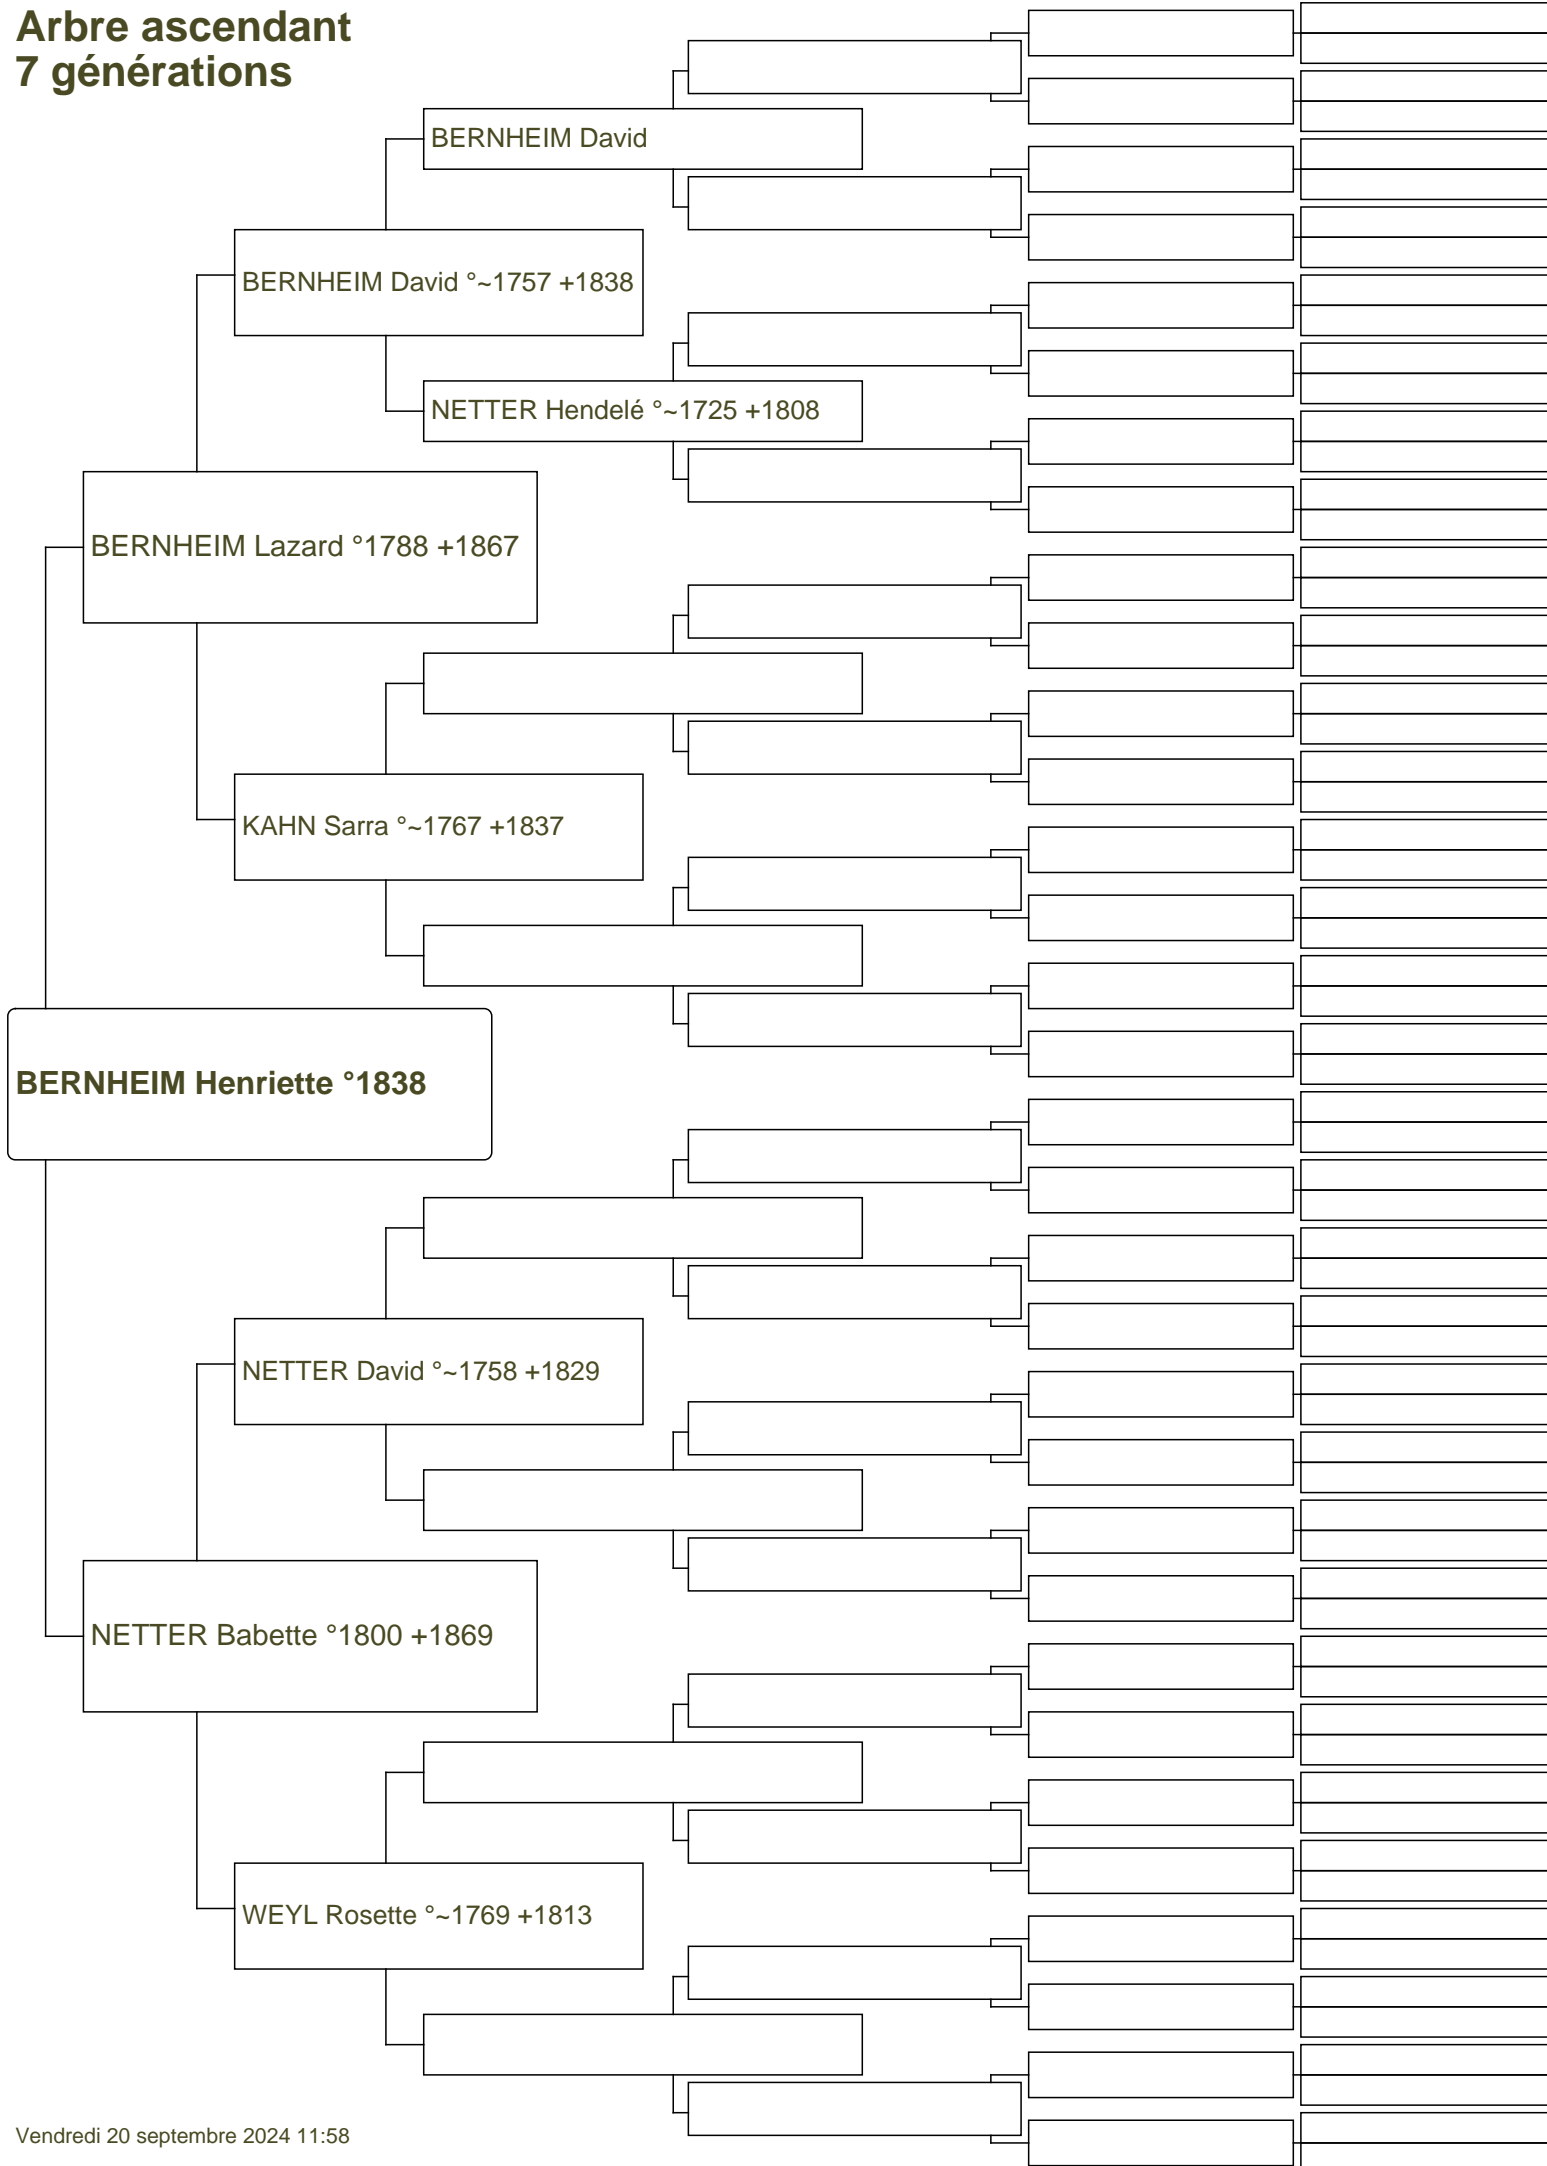 Arbre ascendant
7 générations
BERNHEIM David
BERNHEIM David °~1757 +1838
NETTER Hendelé °~1725 +1808
BERNHEIM Lazard °1788 +1867
KAHN Sarra °~1767 +1837
BERNHEIM Henriette °1838
NETTER David °~1758 +1829
NETTER Babette °1800 +1869
WEYL Rosette °~1769 +1813
Vendredi 20 septembre 2024 11:58